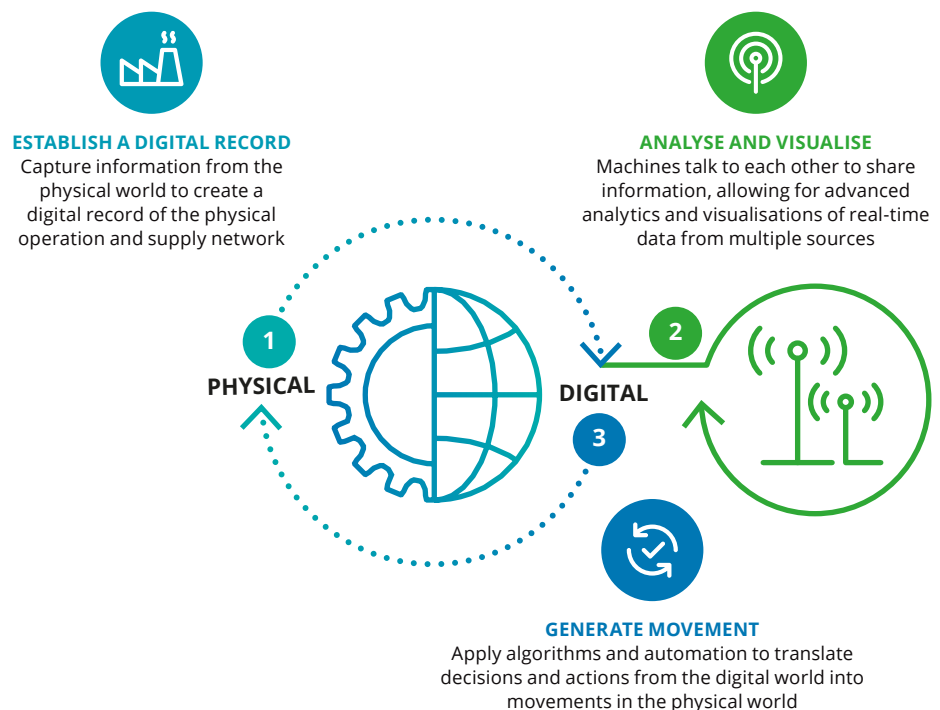 ESTABLISH A DIGITAL RECORD
Capture information from the
physical world to create a
digital record of the physical
operation and supply network
ANALYSE AND VISUALISE
Machines talk to each other to share
information, allowing for advanced
analytics and visualisations of real-time
data from multiple sources
1
PHYSICAL
2
DIGITAL
3
GENERATE MOVEMENT
Apply algorithms and automation to translate
decisions and actions from the digital world into
movements in the physical world